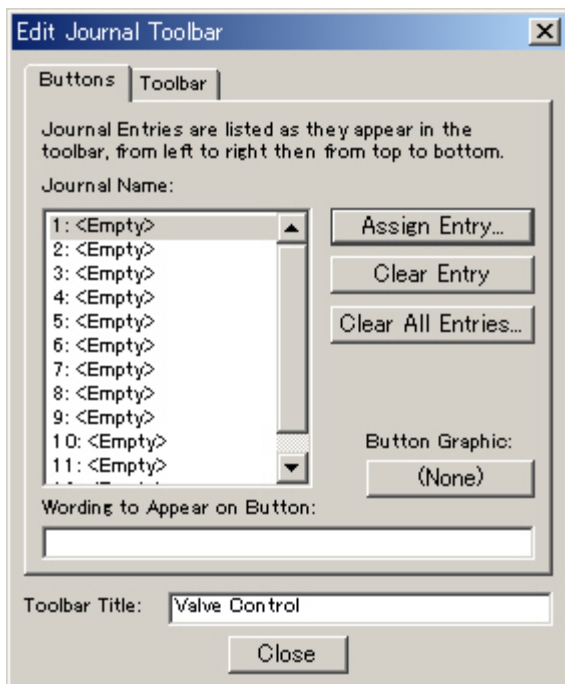 Edit Journal Toolbar
Buttons
Toolbar
Journal Entries are listed as they appear in the
toolbar, from left to right then from top to bottom.
Journal Name:
1: <Empty>
2: <Empty>
3: <Empty>
4: <Empty>
5: <Empty>
6: <Empty>
7: <Empty>
8: <Empty>
9: <Empty>
10: <Empty>
11: <Empty>
Assign Entry...
Clear Entry
Clear All Entries...
Button Graphic:
(None)
Wording to Appear on Button:
Toolbar Title: Valve Control
Close